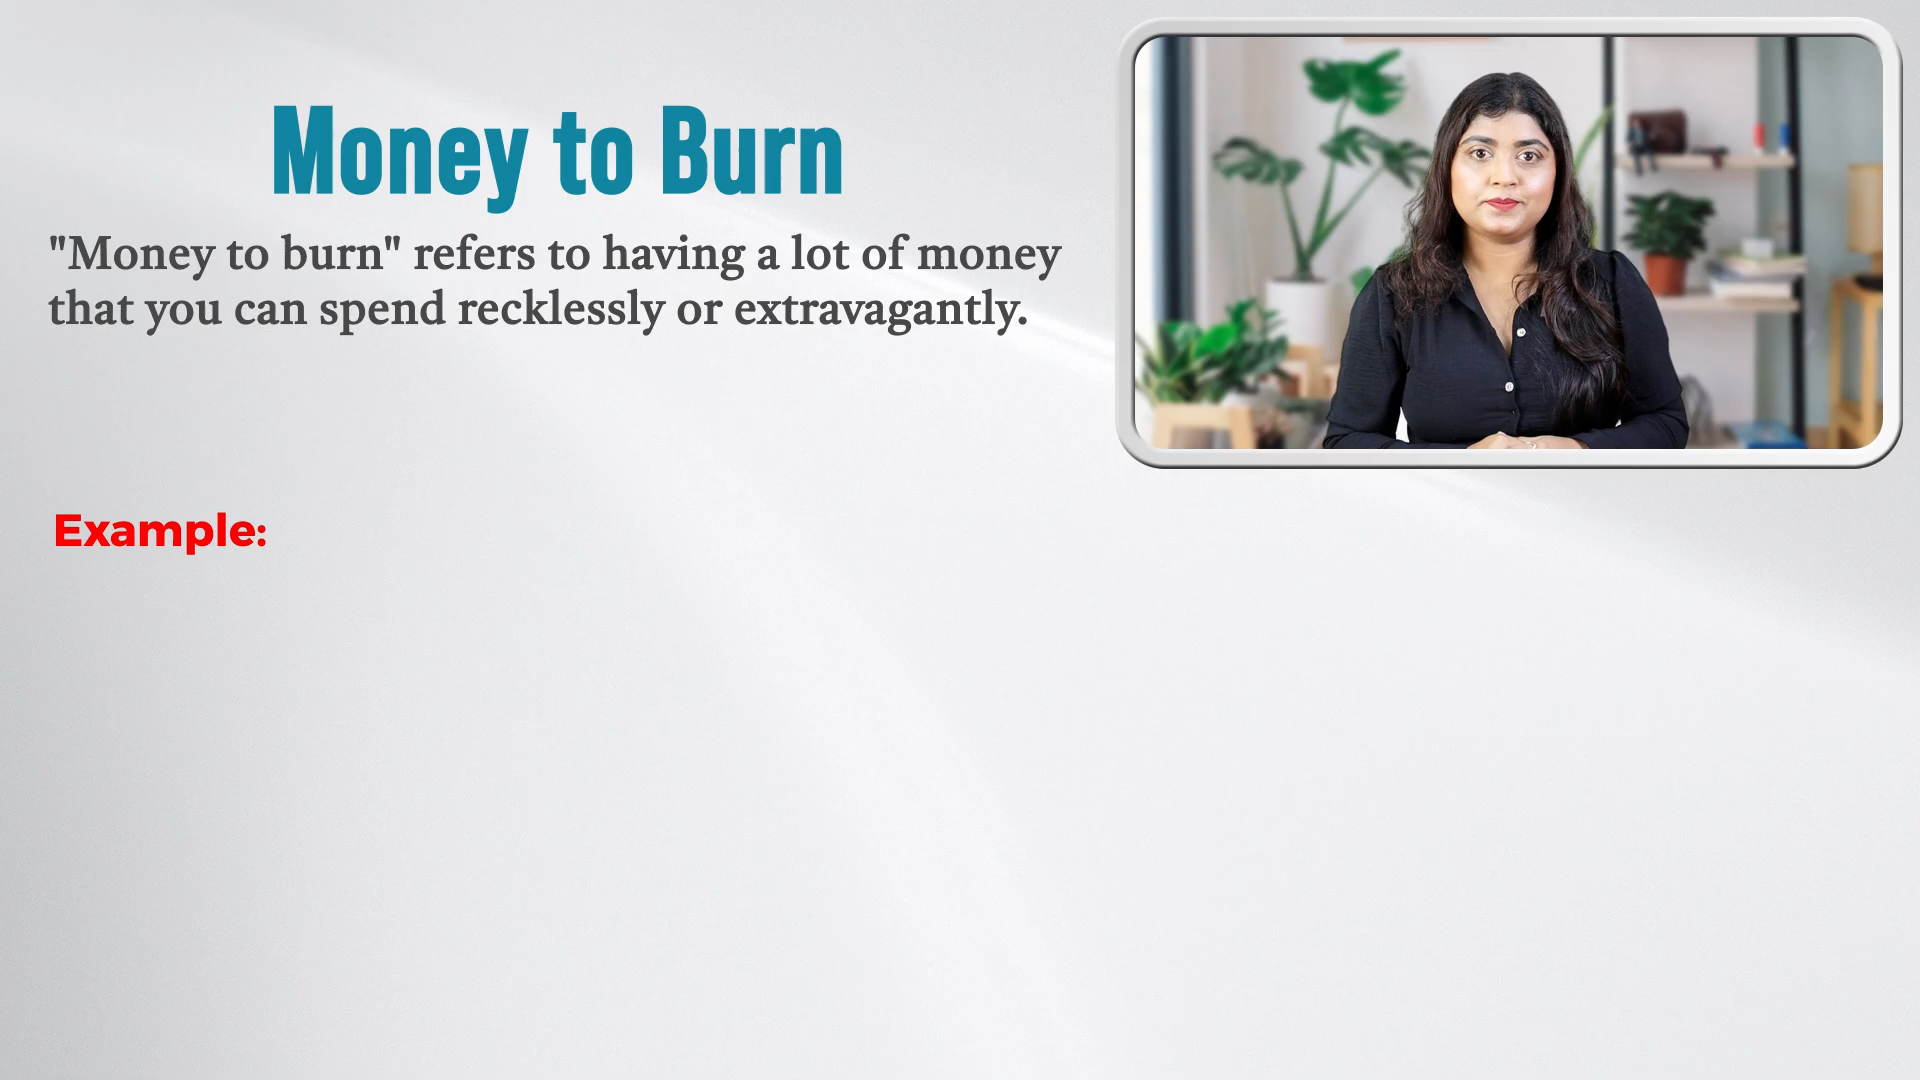 Money to Burn
"Money to burn" refers to having a lot of money
that you can spend recklessly or extravagantly.
Example: